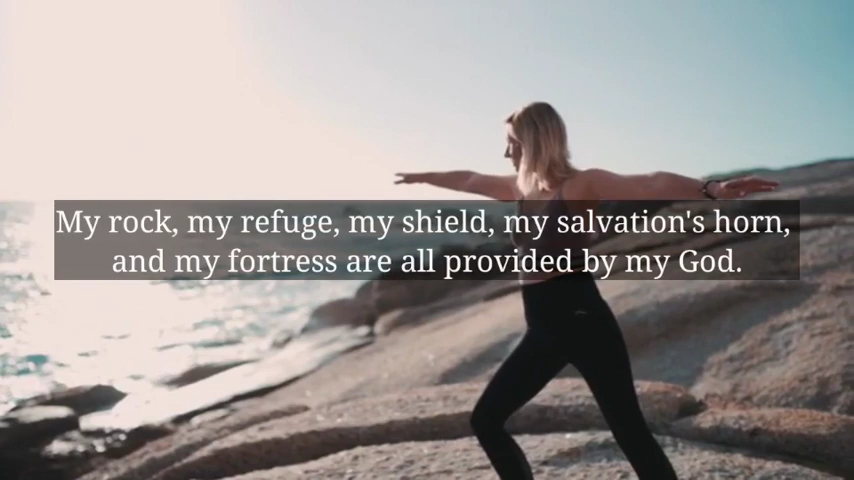 My rock, my refuge, my shield, my salvation's horn,
and my fortress are all provided by my God.